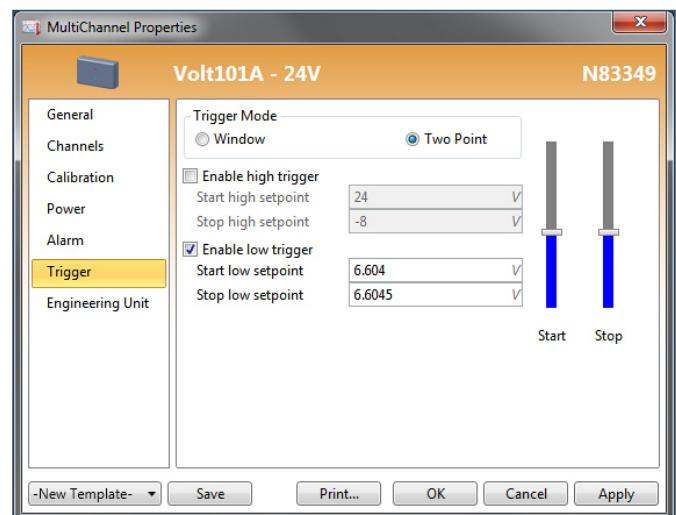 MultiChannel Properties
Volt101A - 24V N83349
General
Channels
Calibration
Power
Alarm
Trigger
Engineering Unit
Trigger Mode
Window Two Point
Enable high trigger
Start high setpoint 24 V
Stop high setpoint -8 V
Enable low trigger
Start low setpoint 6.604 V
Stop low setpoint 6.6045 V
Start Stop
-New Template- Save Print... OK Cancel Apply